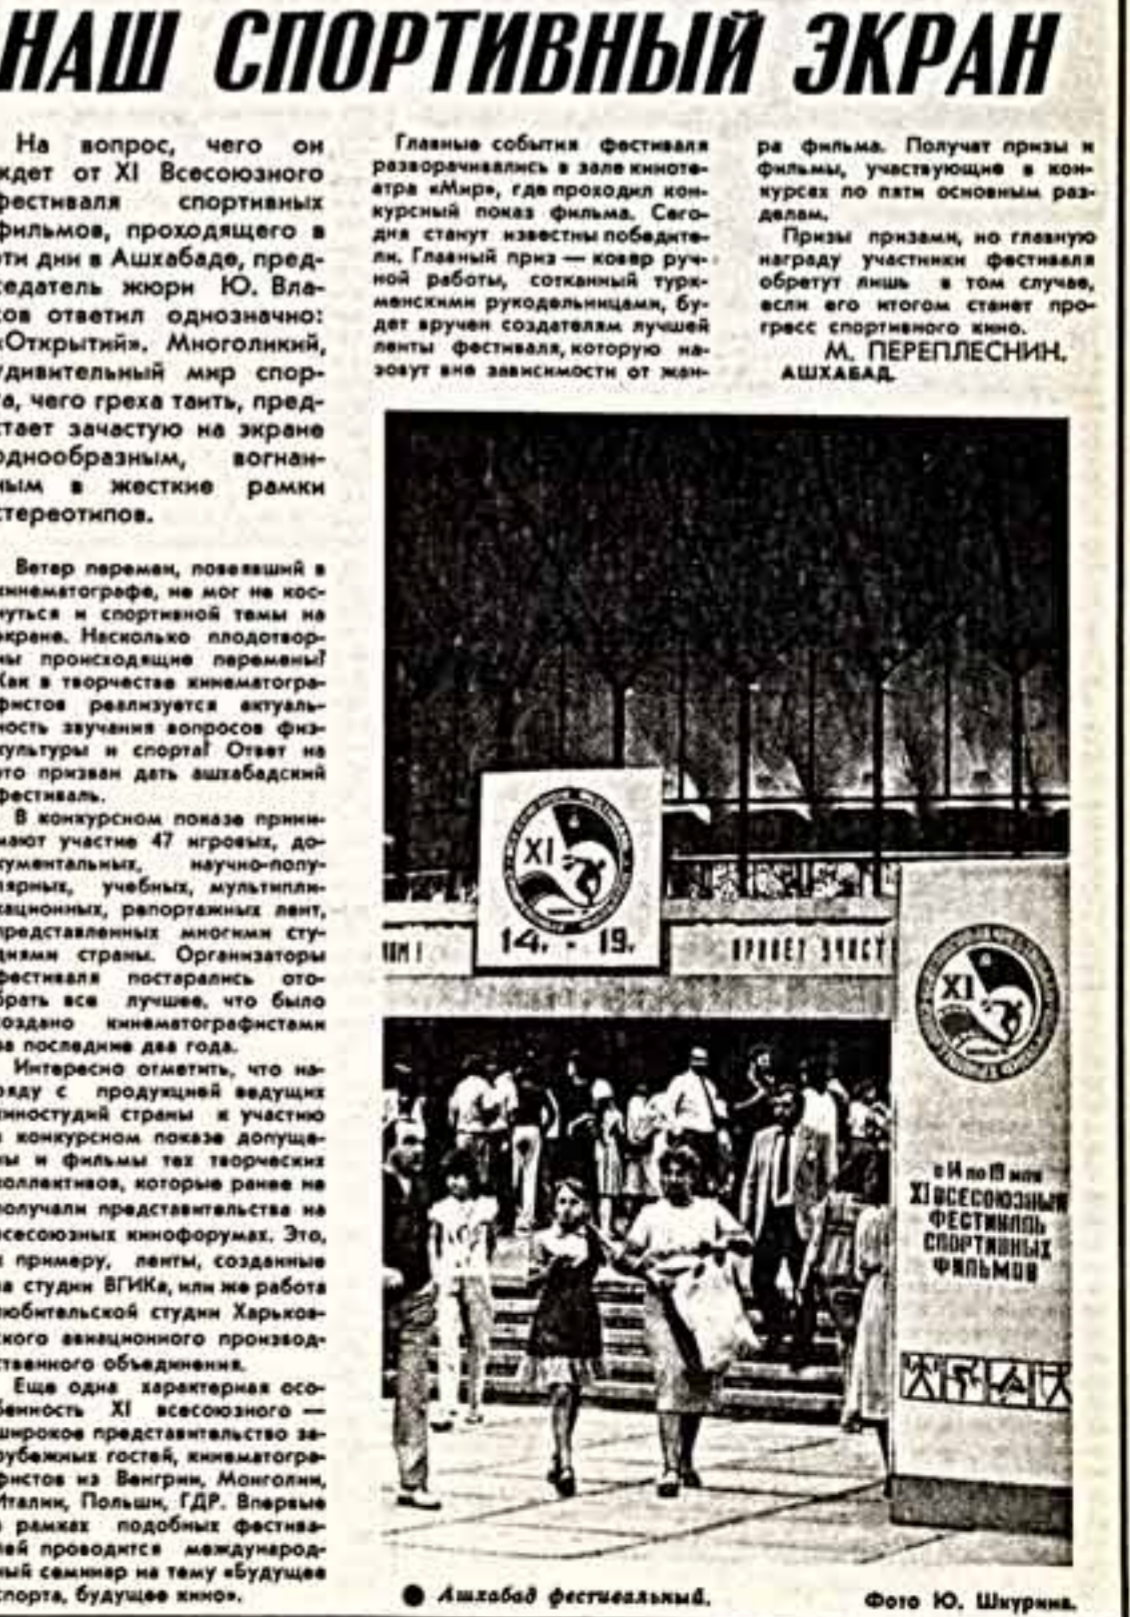 НАШ СПОРТИВНЫЙ ЭКРАН
На вопрос, чего он
ждет от XI Всесоюзного
фестиваля спортивных
фильмов, проходящего в
эти дни в Ашхабаде, пред-
седатель жюри Ю. Вла-
сов ответил однозначно:
«Открытий». Многоликий,
удивительный мир спор-
та, чего греха таить, пред-
стает зачастую на экране
однообразным, вогнан-
ным в жесткие рамки
стереотипов.
Ветер перемен, повеявший в
кинематографе, не мог не кос-
нуться и спортивной темы на
экране. Насколько плодотвор-
ны происходящие перемены?
Как в творчестве кинематогра-
фистов реализуется актуаль-
ность звучания вопросов физ-
культуры и спорта? Ответ на
это призван дать ашхабадский
фестиваль.
В конкурсном показе прини-
мают участие 47 игровых, до-
кументальных, научно-попу-
лярных, учебных, мультипли-
кационных, репортажных лент,
представленных многими сту-
диями страны. Организаторы
фестиваля постарались ото-
брать все лучшее, что было
создано кинематографистами
за последние два года.
Интересно отметить, что на-
ряду с продукцией ведущих
киностудий страны к участию
в конкурсном показе допуще-
ны и фильмы тех творческих
коллективов, которые ранее не
получали представительства на
всесоюзных кинофорумах. Это,
к примеру, ленты, созданные
на студии ВГИКа, или же работа
любительской студии Харьков-
ского авиационного производ-
ственного объединения.
Еще одна характерная осо-
бенность XI всесоюзного —
широкое представительство за-
рубежных гостей, кинематогра-
фистов из Венгрии, Монголии,
Италии, Польши, ГДР. Впервые
в рамках подобных фестива-
лей проводится международ-
ный семинар на тему «Будущее
спорта, будущее кино».
Главные события фестиваля
разворачивались в зале киноте-
атра «Мир», где проходил кон-
курсный показ фильма. Сего-
дня станут известны победите-
ли. Главный приз — ковер руч-
ной работы, сотканный турк-
менскими рукодельницами, бу-
дет вручен создателям лучшей
ленты фестиваля, которую на-
зовут вне зависимости от жан-
ра фильма. Получат призы и
фильмы, участвующие в кон-
курсах по пяти основным раз-
делам.
Призы призами, но главную
награду участники фестиваля
обретут лишь в том случае,
если его итогом станет про-
гресс спортивного кино.
М. ПЕРЕПЛЕСНИН.
АШХАБАД.
XI
14. - 19.
ПРИВЕТ УЧАСТ
XI
с 14 по 19 мая
XI ВСЕСОЮЗНЫЙ
ФЕСТИВАЛЬ
СПОРТИВНЫХ
ФИЛЬМОВ
Ашхабад фестивальный.
Фото Ю. Шкурина.